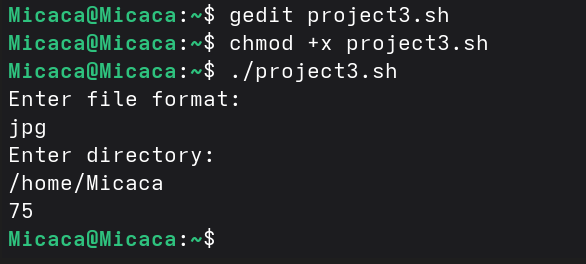 Micaca@Micaca:~$ gedit project3.sh
Micaca@Micaca:~$ chmod +x project3.sh
Micaca@Micaca:~$ ./project3.sh
Enter file format:
jpg
Enter directory:
/home/Micaca
75
Micaca@Micaca:~$